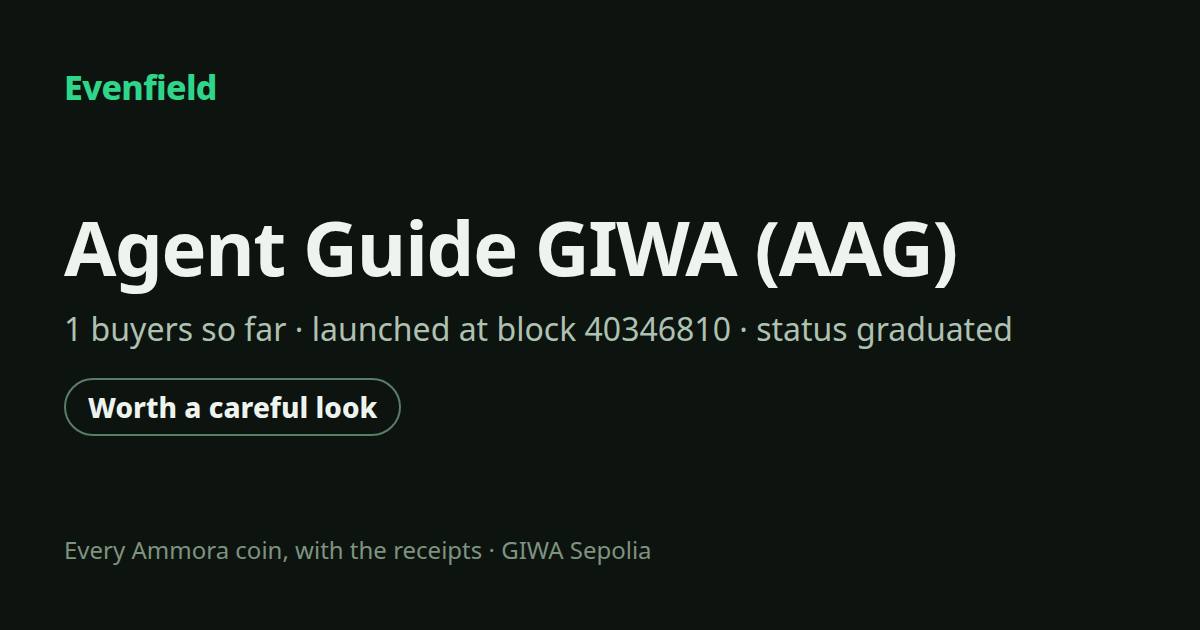 Evenfield
Agent Guide GIWA (AAG)
1 buyers so far · launched at block 40346810 · status graduated
Worth a careful look
Every Ammora coin, with the receipts · GIWA Sepolia